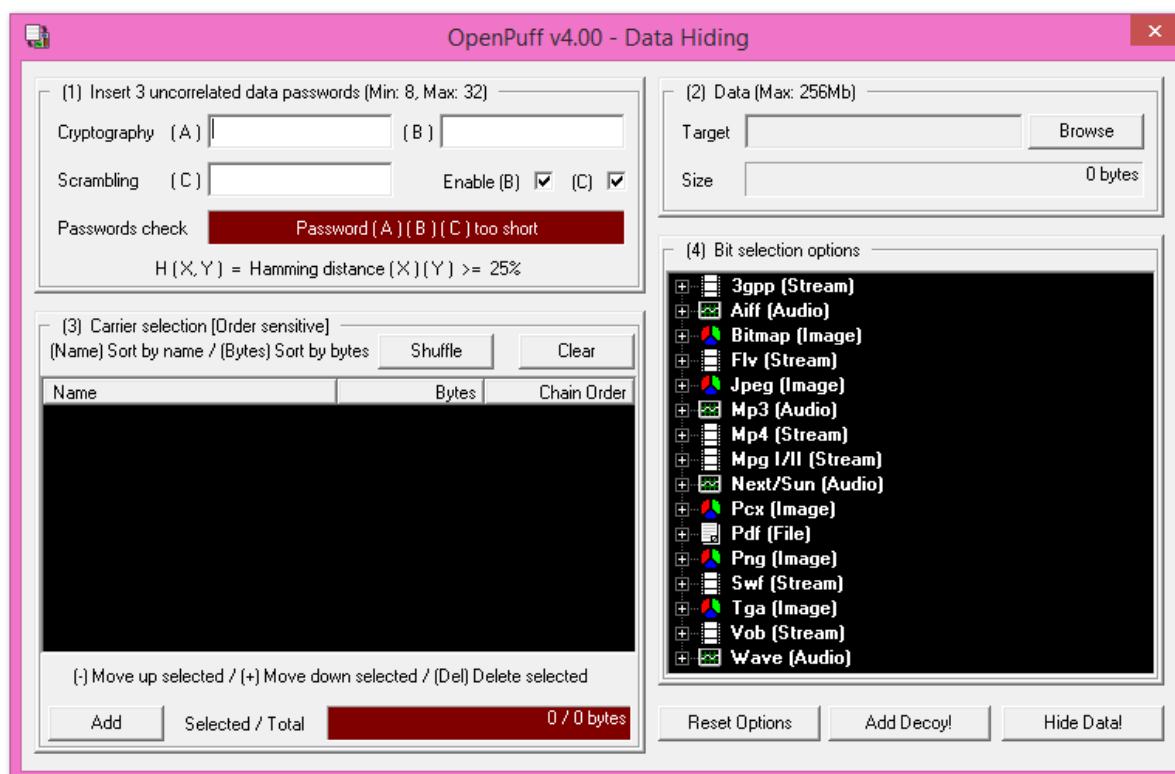 OpenPuff v4.00 - Data Hiding
(1) Insert 3 uncorrelated data passwords (Min: 8, Max: 32)
Cryptography (A) (B)
Scrambling (C) Enable (B) (C)
Passwords check Password (A) (B) (C) too short
H (X, Y) = Hamming distance (X) (Y) >= 25%
(2) Data (Max: 256Mb)
Target Browse
Size 0 bytes
(3) Carrier selection [Order sensitive]
(Name) Sort by name / (Bytes) Sort by bytes Shuffle Clear
Name Bytes Chain Order
(-) Move up selected / (+) Move down selected / (Del) Delete selected
Add Selected / Total 0 / 0 bytes
(4) Bit selection options
3gpp (Stream)
Aiff (Audio)
Bitmap (Image)
Flv (Stream)
Jpeg (Image)
Mp3 (Audio)
Mp4 (Stream)
Mpg I/II (Stream)
Next/Sun (Audio)
Pcx (Image)
Pdf (File)
Png (Image)
Swf (Stream)
Tga (Image)
Vob (Stream)
Wave (Audio)
Reset Options Add Decoy! Hide Data!